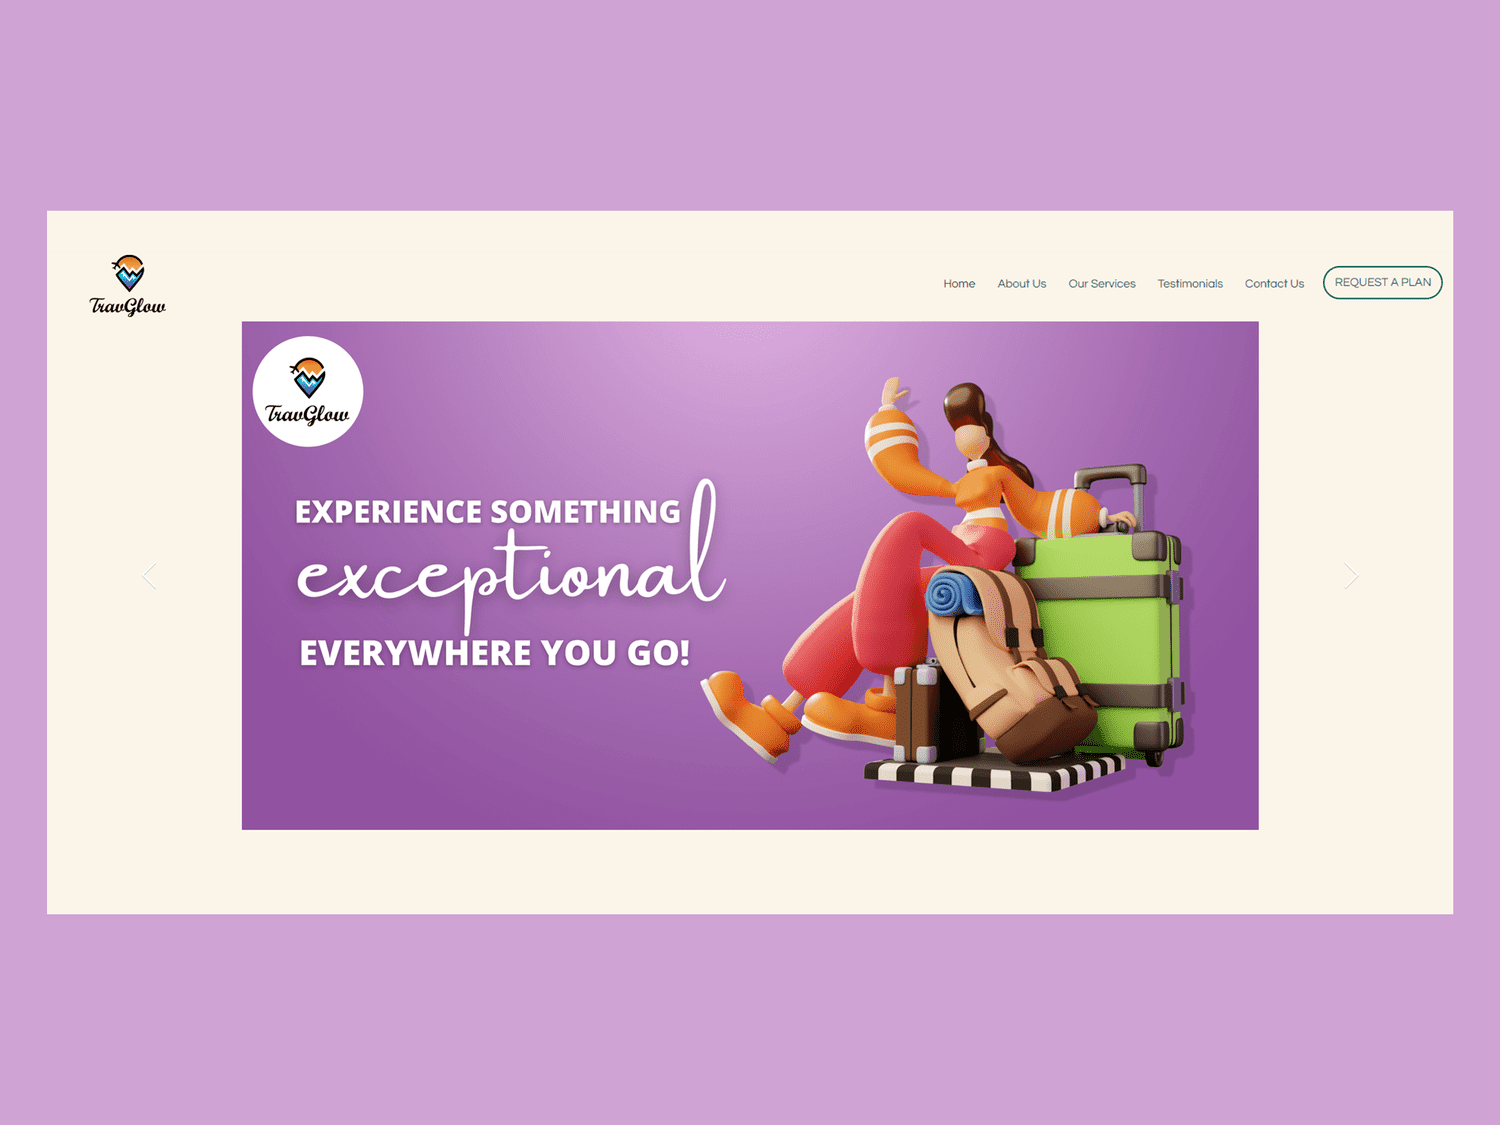 TravGlow
Home About Us Our Services Testimonials Contact Us REQUEST A PLAN
TravGlow
EXPERIENCE SOMETHING
exceptional
EVERYWHERE YOU GO!